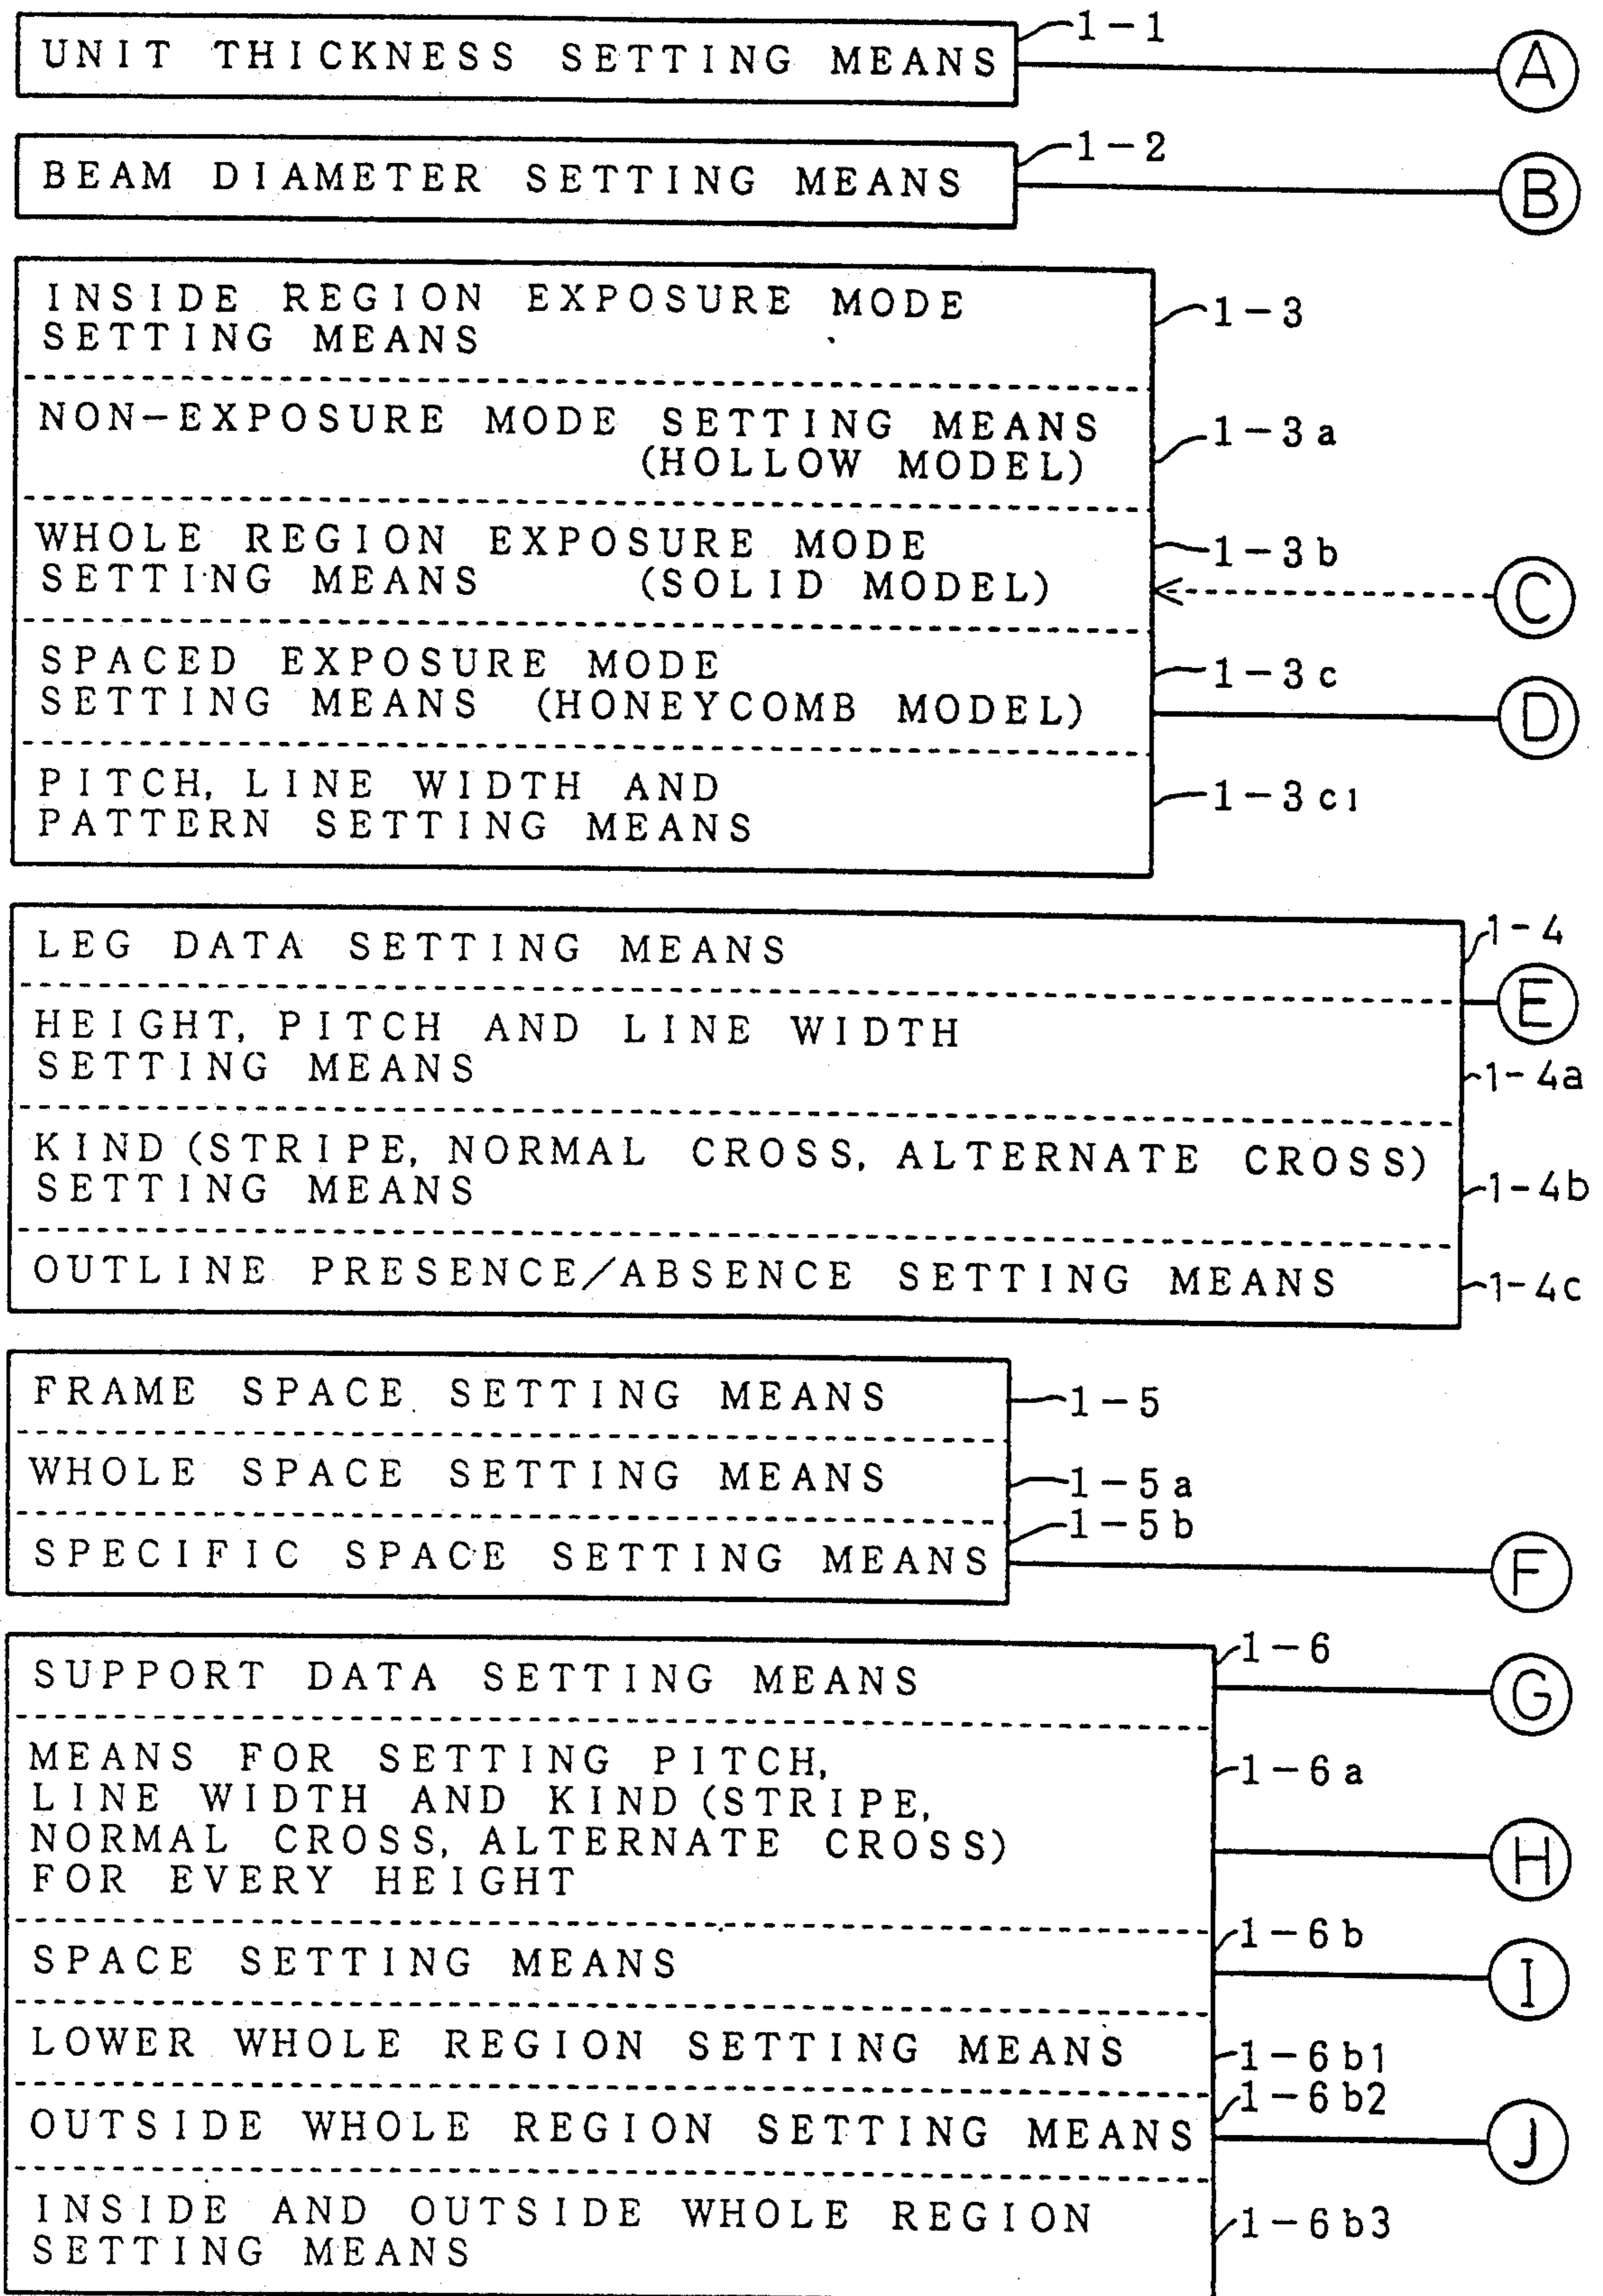 UNIT THICKNESS SETTING MEANS
1-1
A
BEAM DIAMETER SETTING MEANS
1-2
B
INSIDE REGION EXPOSURE MODE
SETTING MEANS
1-3
NON-EXPOSURE MODE SETTING MEANS
(HOLLOW MODEL)
1-3a
WHOLE REGION EXPOSURE MODE
SETTING MEANS (SOLID MODEL)
1-3b
C
SPACED EXPOSURE MODE
SETTING MEANS (HONEYCOMB MODEL)
1-3c
D
PITCH, LINE WIDTH AND
PATTERN SETTING MEANS
1-3c1
LEG DATA SETTING MEANS
1-4
E
HEIGHT, PITCH AND LINE WIDTH
SETTING MEANS
1-4a
KIND (STRIPE, NORMAL CROSS, ALTERNATE CROSS)
SETTING MEANS
1-4b
OUTLINE PRESENCE/ABSENCE SETTING MEANS
1-4c
FRAME SPACE SETTING MEANS
1-5
WHOLE SPACE SETTING MEANS
1-5a
1-5b
SPECIFIC SPACE SETTING MEANS
F
SUPPORT DATA SETTING MEANS
1-6
G
MEANS FOR SETTING PITCH,
LINE WIDTH AND KIND (STRIPE,
NORMAL CROSS, ALTERNATE CROSS)
FOR EVERY HEIGHT
1-6a
H
SPACE SETTING MEANS
1-6b
I
LOWER WHOLE REGION SETTING MEANS
1-6b1
OUTSIDE WHOLE REGION SETTING MEANS
1-6b2
J
INSIDE AND OUTSIDE WHOLE REGION
SETTING MEANS
1-6b3